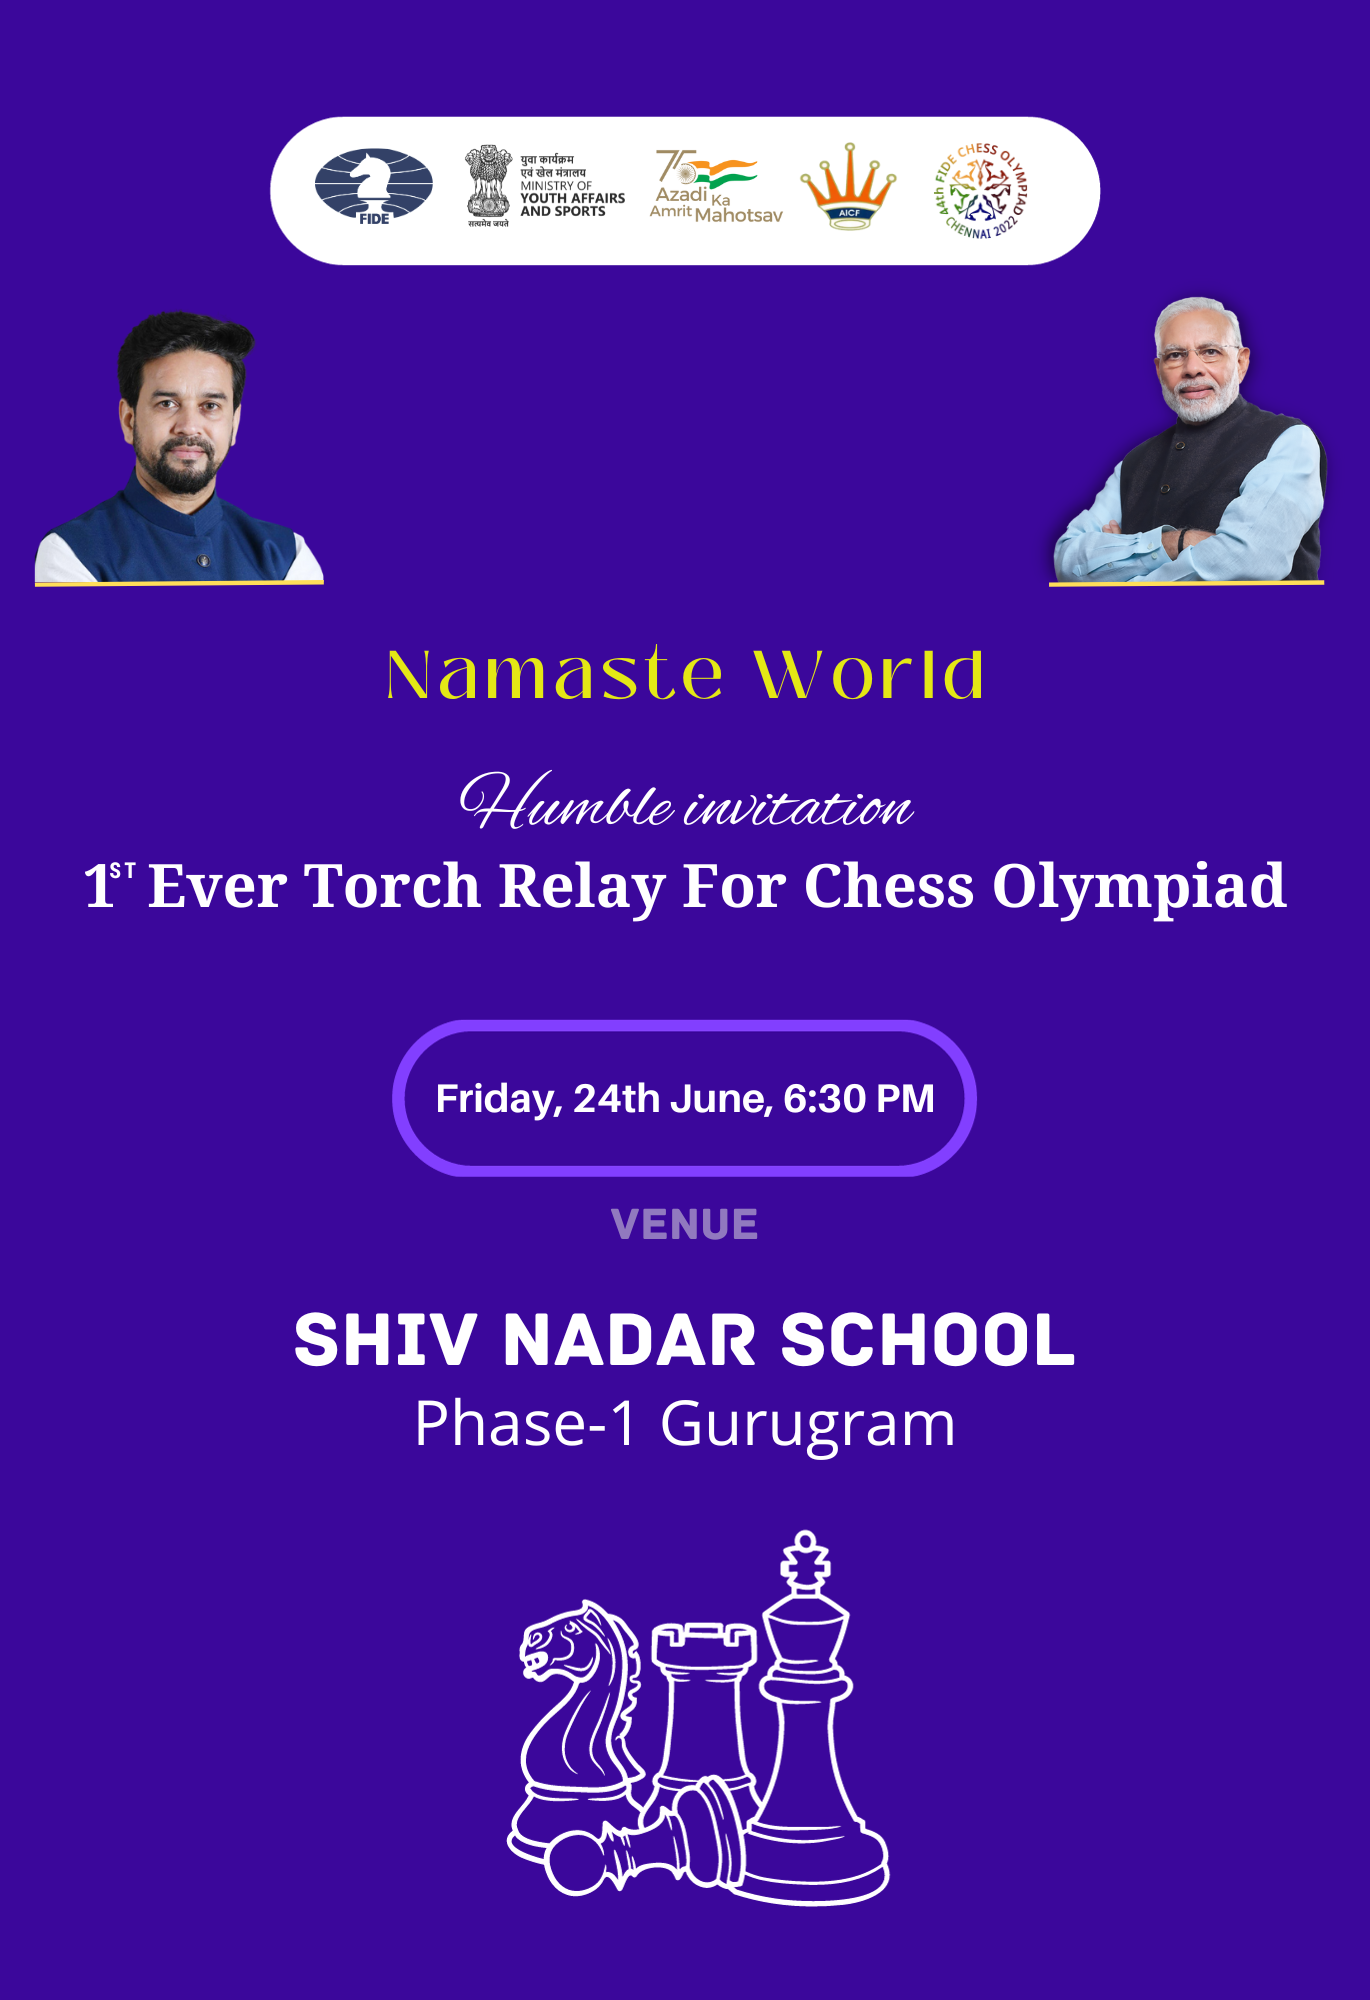 FIDE
युवा कार्यक्रम
एवं खेल मंत्रालय
MINISTRY OF
YOUTH AFFAIRS
AND SPORTS
सत्यमेव जयते
75
Azadi Ka
Amrit Mahotsav
AICF
44th FIDE CHESS OLYMPIAD
CHENNAI 2022
Namaste World
Humble invitation
1ST Ever Torch Relay For Chess Olympiad
Friday, 24th June, 6:30 PM
VENUE
SHIV NADAR SCHOOL
Phase-1 Gurugram